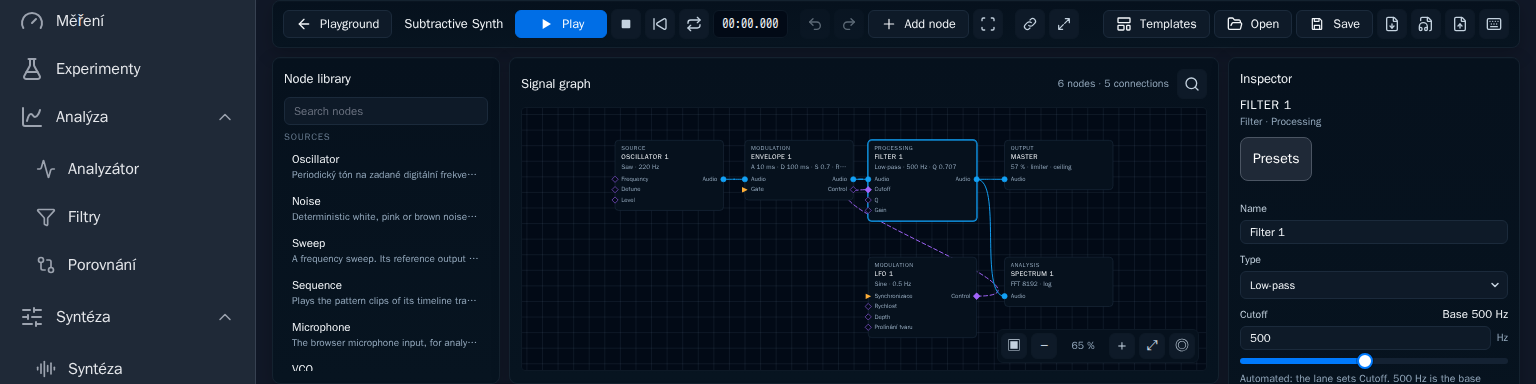 Měření
Experimenty
Analýza
Analyzátor
Filtry
Porovnání
Syntéza
Syntéza
Playground
Subtractive Synth
Play
00:00.000
Add node
Templates
Open
Save
Node library
Search nodes
SOURCES
Oscillator
Periodický tón na zadané digitální frekve···
Noise
Deterministic white, pink or brown noise···
Sweep
A frequency sweep. Its reference output ···
Sequence
Plays the pattern clips of its timeline tra···
Microphone
The browser microphone input, for analy···
VCO
Signal graph
6 nodes · 5 connections
SOURCE
OSCILLATOR 1
Saw · 220 Hz
Frequency
Audio
Detune
Level
MODULATION
ENVELOPE 1
A 10 ms · D 100 ms · S 0.7 · R···
Audio
Audio
Gate
Control
PROCESSING
FILTER 1
Low-pass · 500 Hz · Q 0.707
Audio
Audio
Cutoff
Q
Gain
OUTPUT
MASTER
57 % · limiter · ceiling
Audio
MODULATION
LFO 1
Sine · 0.5 Hz
Synchronizace
Control
Rychlost
Depth
Prolínání tvaru
ANALYSIS
SPECTRUM 1
FFT 8192 · log
Audio
65 %
Inspector
FILTER 1
Filter · Processing
Presets
Name
Filter 1
Type
Low-pass
Cutoff
Base 500 Hz
500
Hz
Automated: the lane sets Cutoff. 500 Hz is the base